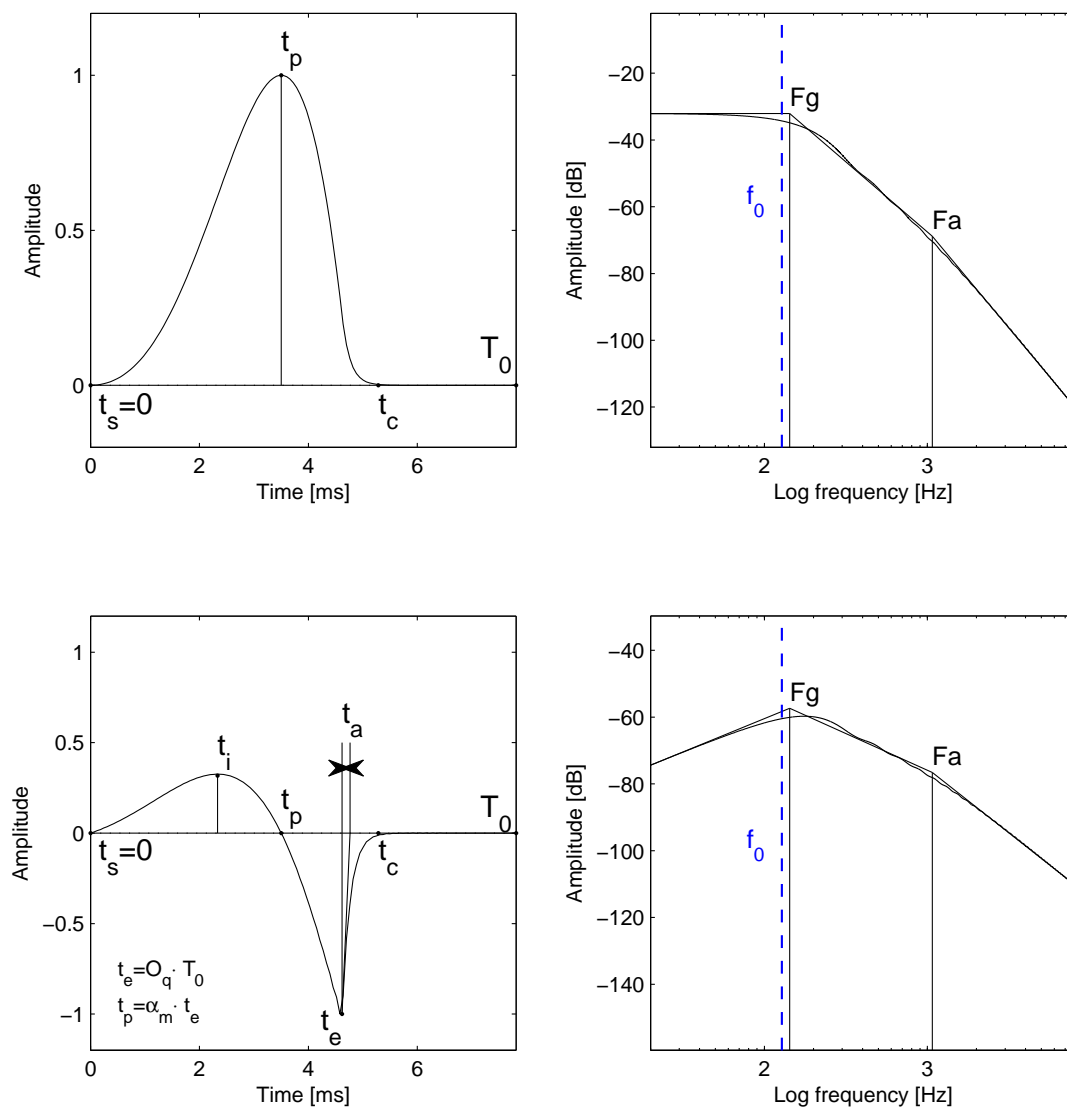 t_p
1
0.5
0
Amplitude
T_0
t_s=0
t_c
0 2 4 6
Time [ms]
−20
−40
−60
−80
−100
−120
Amplitude [dB]
Fg
f_0
Fa
2 3
Log frequency [Hz]
1
0.5
0
−0.5
−1
Amplitude
t_a
t_i
t_p
T_0
t_s=0
t_c
t_e=O_q· T_0
t_p=α_m· t_e
t_e
0 2 4 6
Time [ms]
−40
−60
−80
−100
−120
−140
Amplitude [dB]
Fg
Fa
f_0
2 3
Log frequency [Hz]